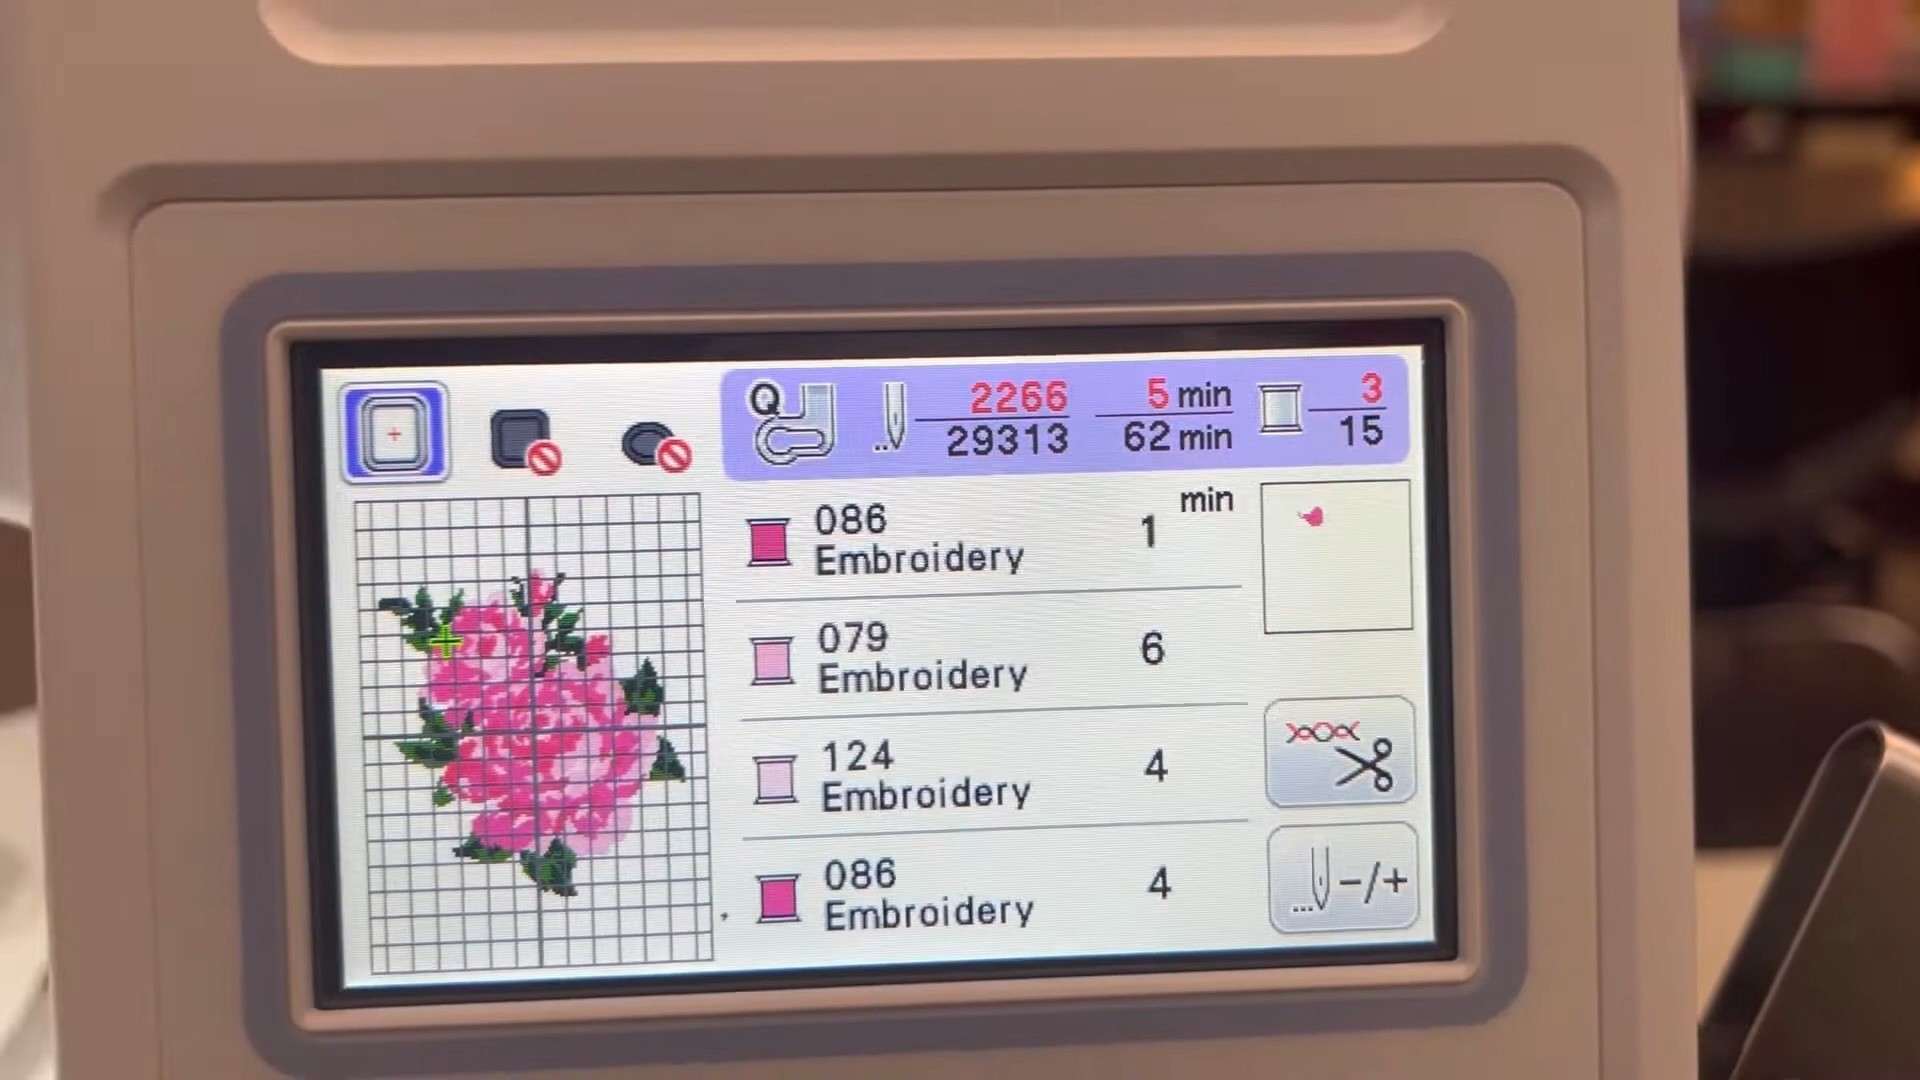 Q 2266 5 min 3
29313 62 min 15
min
086 1
Embroidery
079 6
Embroidery
124 4
Embroidery
086 4
Embroidery
-/+